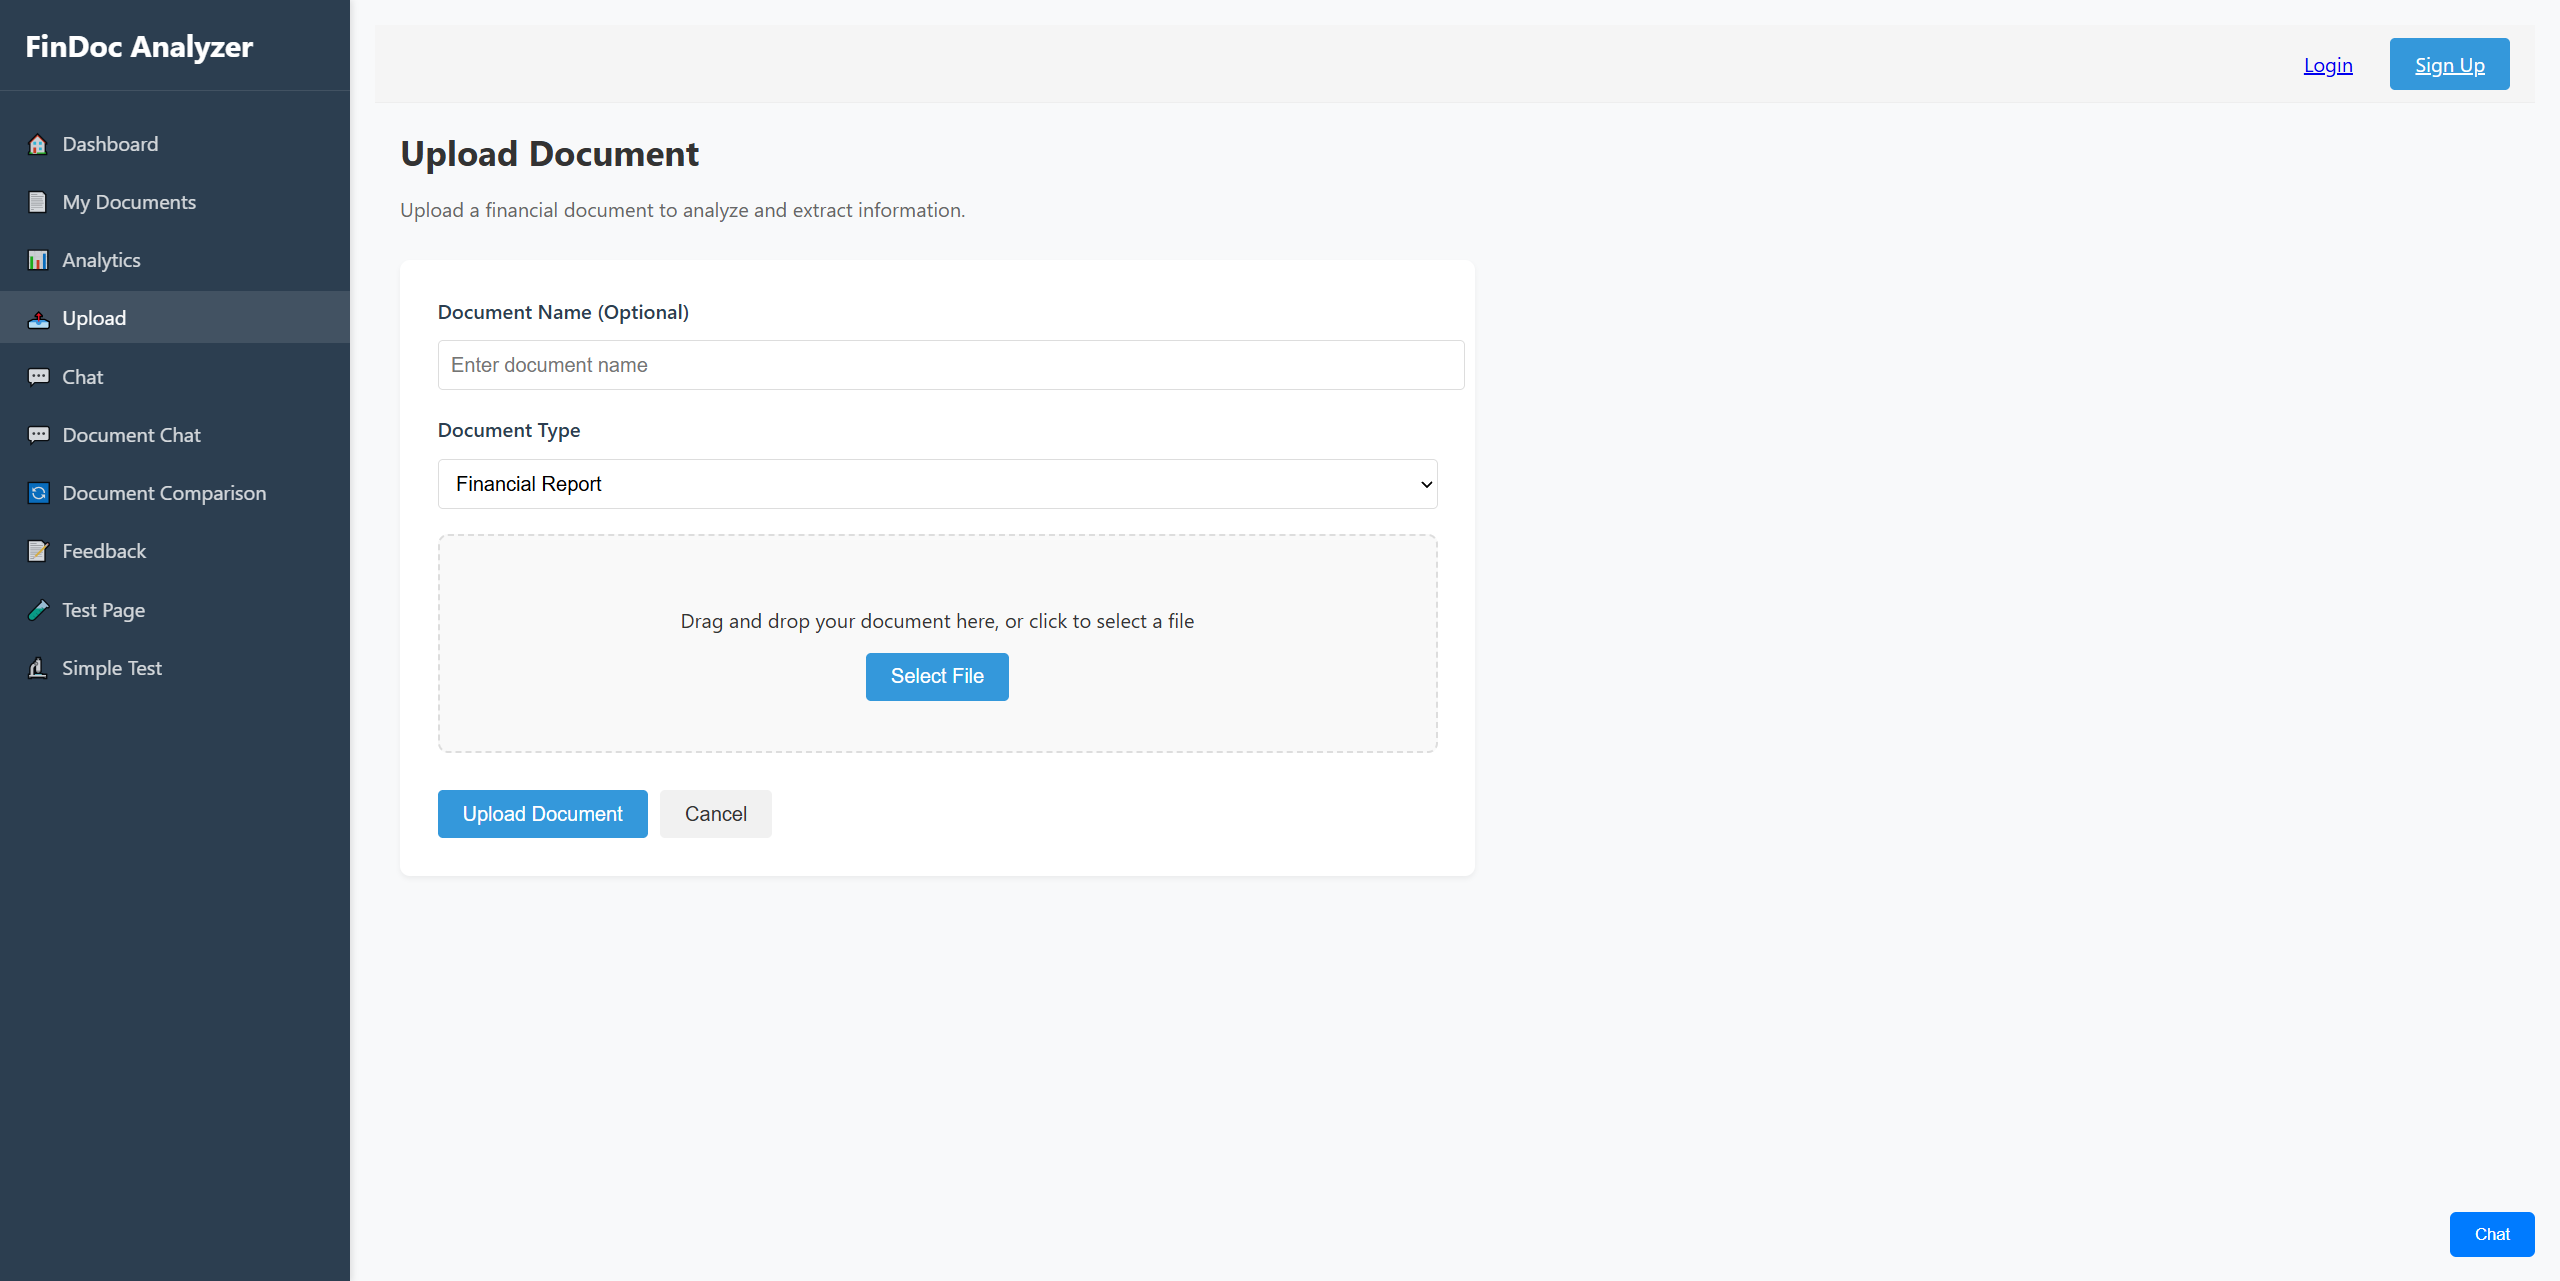 FinDoc Analyzer
Dashboard
My Documents
Analytics
Upload
Chat
Document Chat
Document Comparison
Feedback
Test Page
Simple Test
Login
Sign Up
Upload Document
Upload a financial document to analyze and extract information.
Document Name (Optional)
Enter document name
Document Type
Financial Report
Drag and drop your document here, or click to select a file
Select File
Upload Document
Cancel
Chat